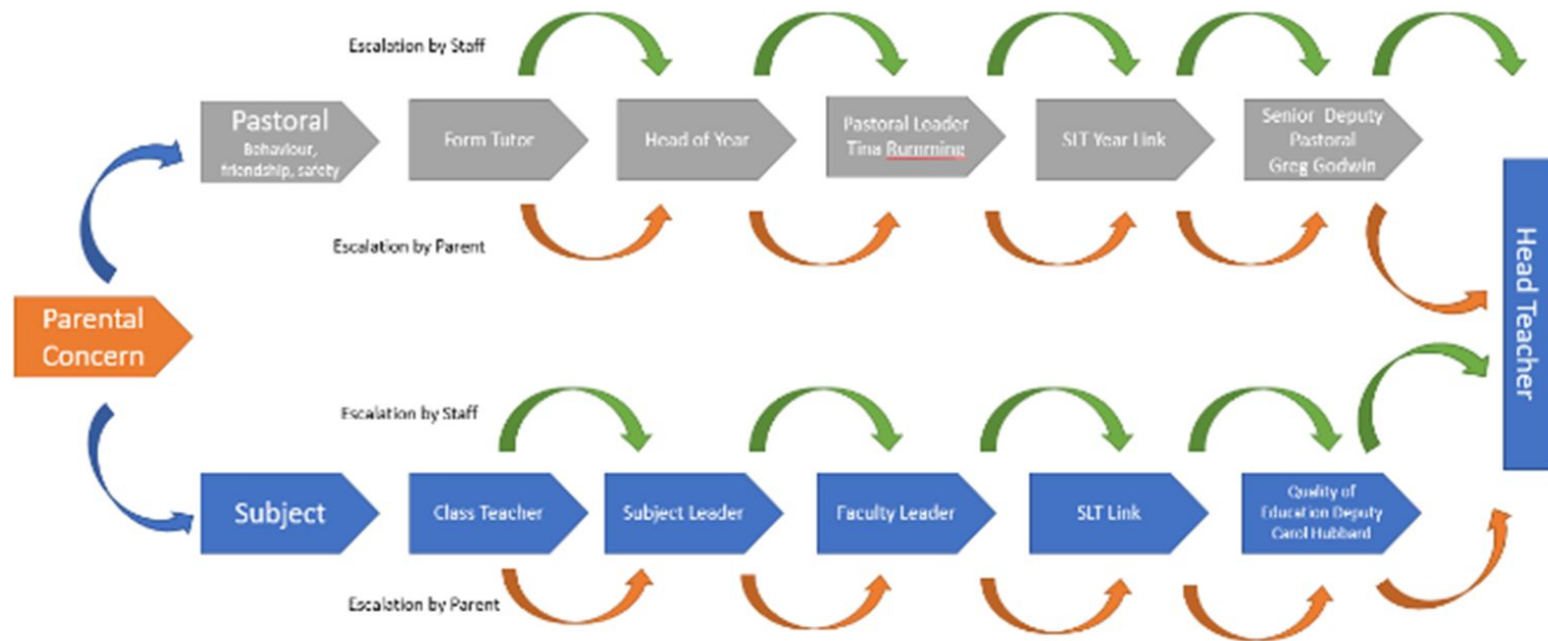 Escalation by Staff
Pastoral
Behaviour,
friendship, safety
Form Tutor
Head of Year
Pastoral Leader
Tina Rumming
SLT Year Link
Senior Deputy
Pastoral
Greg Godwin
Escalation by Parent
Parental
Concern
Head Teacher
Escalation by Staff
Subject
Class Teacher
Subject Leader
Faculty Leader
SLT Link
Quality of
Education Deputy
Carol Hubbard
Escalation by Parent